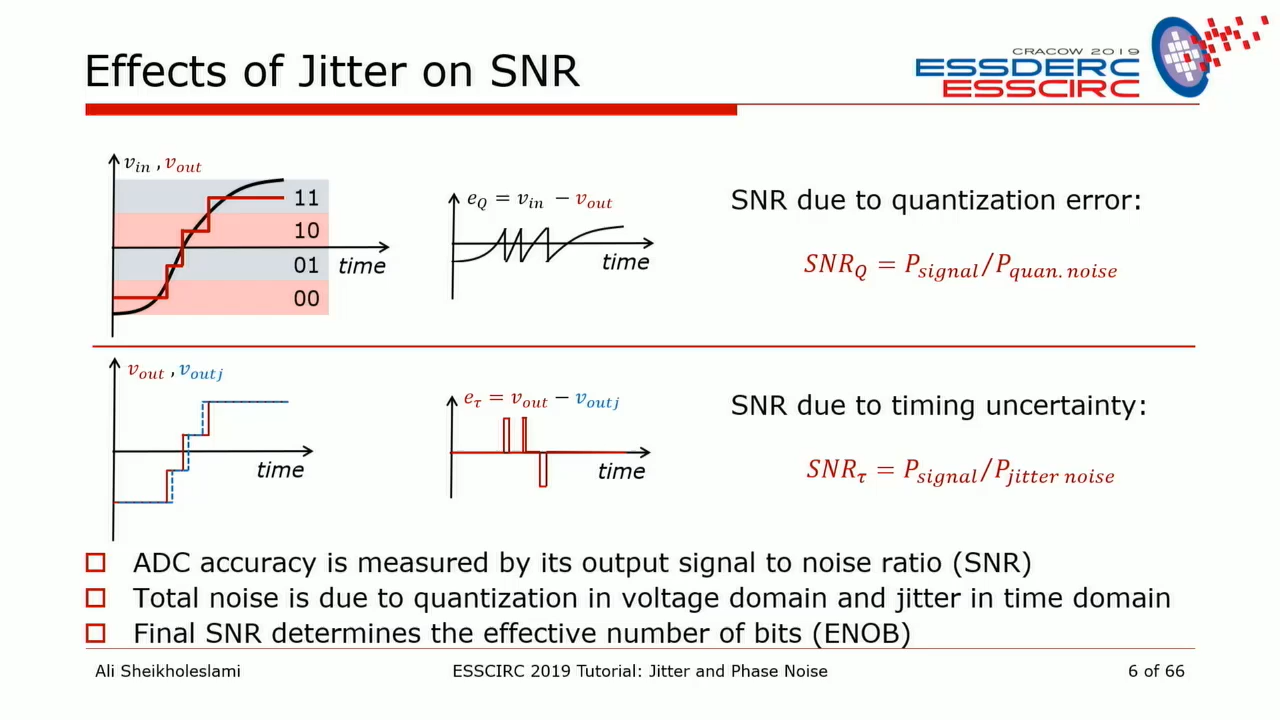 Effects of Jitter on SNR
CRACOW 2019
ESSDERC
ESSCIRC
v_in , v_out
11
10
01
00
time
e_Q = v_in − v_out
time
SNR due to quantization error:
SNR_Q = P_signal/P_quan. noise
v_out , v_outj
time
e_τ = v_out − v_outj
time
SNR due to timing uncertainty:
SNR_τ = P_signal/P_jitter noise
ADC accuracy is measured by its output signal to noise ratio (SNR)
Total noise is due to quantization in voltage domain and jitter in time domain
Final SNR determines the effective number of bits (ENOB)
Ali Sheikholeslami
ESSCIRC 2019 Tutorial: Jitter and Phase Noise
6 of 66